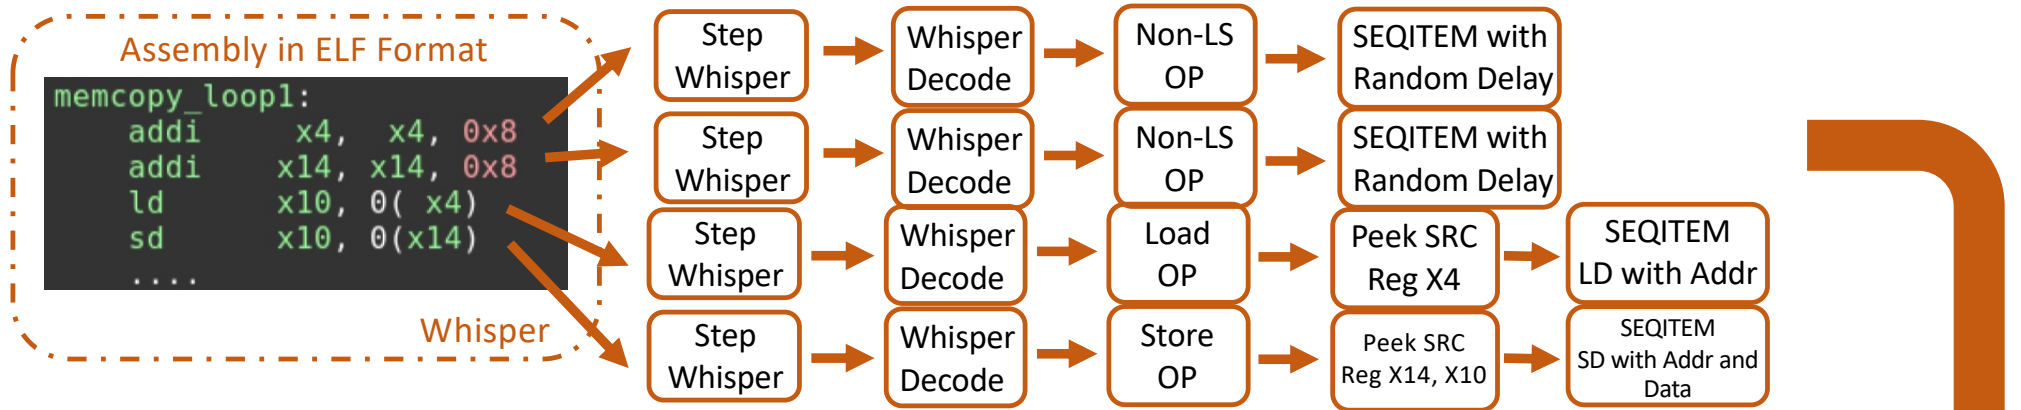 Assembly in ELF Format
memcopy_loop1:
addi x4, x4, 0x8
addi x14, x14, 0x8
ld x10, 0( x4)
sd x10, 0(x14)
....
Whisper
Step
Whisper
Whisper
Decode
Non-LS
OP
SEQITEM with
Random Delay
Step
Whisper
Whisper
Decode
Non-LS
OP
SEQITEM with
Random Delay
Step
Whisper
Whisper
Decode
Load
OP
Peek SRC
Reg X4
SEQITEM
LD with Addr
Step
Whisper
Whisper
Decode
Store
OP
Peek SRC
Reg X14, X10
SEQITEM
SD with Addr and
Data